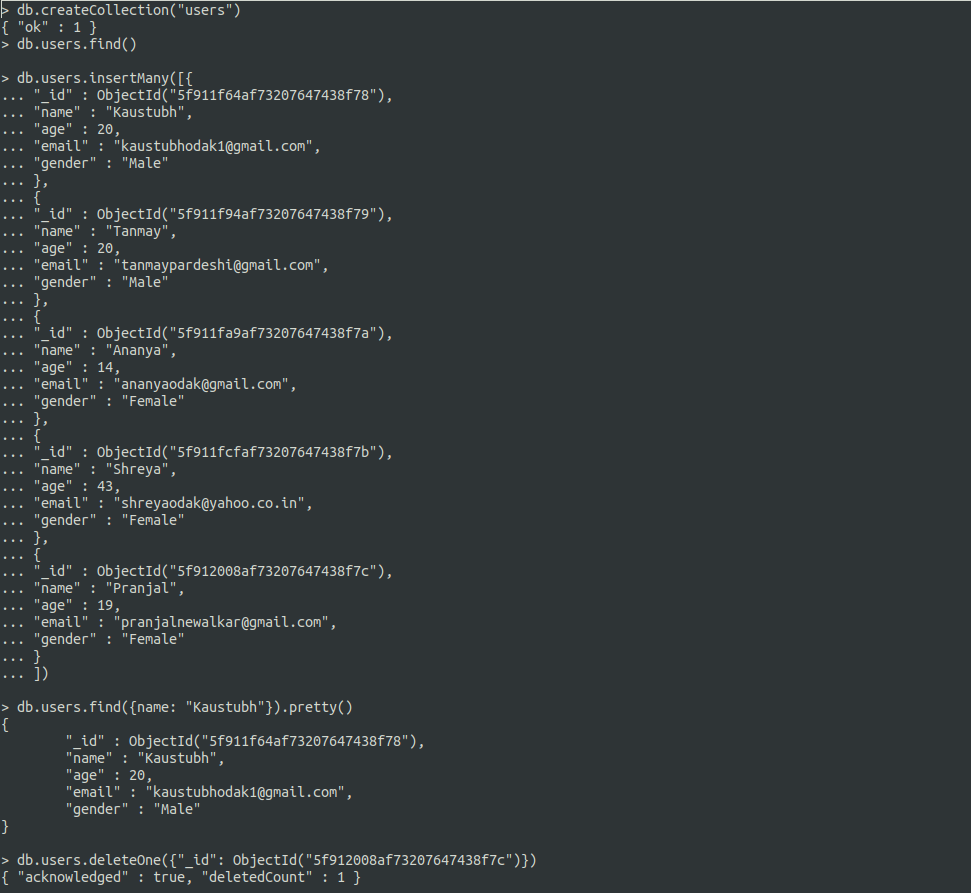 > db.createCollection("users")
{ "ok" : 1 }
> db.users.find()
> db.users.insertMany([{
... "_id" : ObjectId("5f911f64af73207647438f78"),
... "name" : "Kaustubh",
... "age" : 20,
... "email" : "kaustubhodak1@gmail.com",
... "gender" : "Male"
... },
... {
... "_id" : ObjectId("5f911f94af73207647438f79"),
... "name" : "Tanmay",
... "age" : 20,
... "email" : "tanmaypardeshi@gmail.com",
... "gender" : "Male"
... },
... {
... "_id" : ObjectId("5f911fa9af73207647438f7a"),
... "name" : "Ananya",
... "age" : 14,
... "email" : "ananyaodak@gmail.com",
... "gender" : "Female"
... },
... {
... "_id" : ObjectId("5f911fcfaf73207647438f7b"),
... "name" : "Shreya",
... "age" : 43,
... "email" : "shreyaodak@yahoo.co.in",
... "gender" : "Female"
... },
... {
... "_id" : ObjectId("5f912008af73207647438f7c"),
... "name" : "Pranjal",
... "age" : 19,
... "email" : "pranjalnewalkar@gmail.com",
... "gender" : "Female"
... }
... ])
> db.users.find({name: "Kaustubh"}).pretty()
{
"_id" : ObjectId("5f911f64af73207647438f78"),
"name" : "Kaustubh",
"age" : 20,
"email" : "kaustubhodak1@gmail.com",
"gender" : "Male"
}
> db.users.deleteOne({"_id": ObjectId("5f912008af73207647438f7c")})
{ "acknowledged" : true, "deletedCount" : 1 }